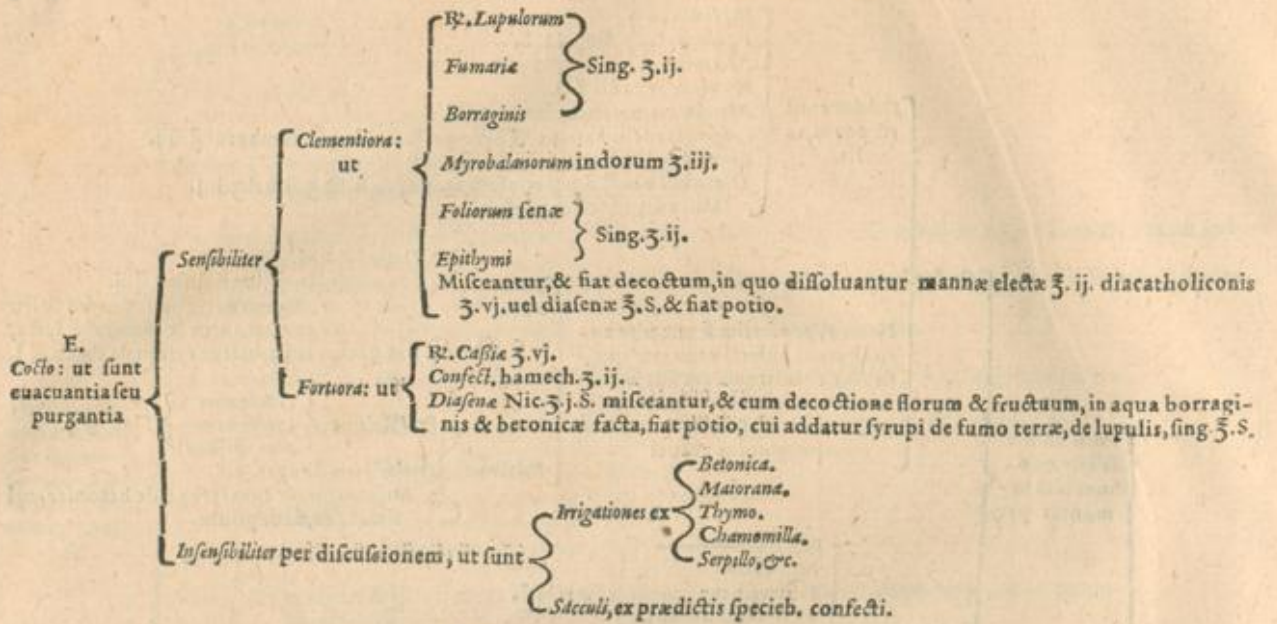 ℞. Lupulorum
Fumariæ
Sing. ʒ.ij.
Borraginis
Clementiora:
ut
Myrobalanorum indorum ʒ.iij.
Foliorum ſenæ
Sing.ʒ.ij.
Epithymi
Miſceantur,& fiat decoctum,in quo diſſoluantur mannæ electæ ℥. ij. diacatholiconis
ʒ.vj.uel diaſenæ ℥.S.& fiat potio.
Senſibiliter
E.
Cocto: ut ſunt
euacuantia ſeu
purgantia
Fortiora: ut
℞. Caſsiæ ʒ.vj.
Confect. hamech.ʒ.ij.
Diaſenæ Nic.ʒ.j.S. miſceantur,& cum decoctione florum & fructuum, in aqua borragi-
nis & betonicæ facta,fiat potio, cui addatur ſyrupi de fumo terræ, de lupulis, ſing ℥.S.
Inſenſibiliter per diſcuſsionem, ut ſunt
Irrigationes ex
Betonica.
Maiorana.
Thymo.
Chamomilla.
Serpillo, &c.
Sacculi, ex prædictis ſpecieb. confecti.